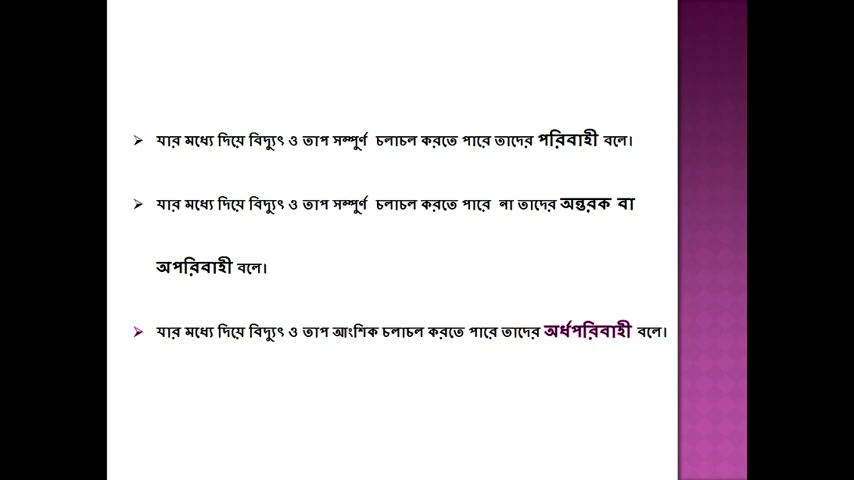 ➢ যার মধ্যে দিয়ে বিদ্যুৎ ও তাপ সম্পুর্ণ চলাচল করতে পারে তাদের পরিবাহী বলে।
➢ যার মধ্যে দিয়ে বিদ্যুৎ ও তাপ সম্পুর্ণ চলাচল করতে পারে না তাদের অন্তরক বা
অপরিবাহী বলে।
➢ যার মধ্যে দিয়ে বিদ্যুৎ ও তাপ আংশিক চলাচল করতে পারে তাদের অর্ধপরিবাহী বলে।